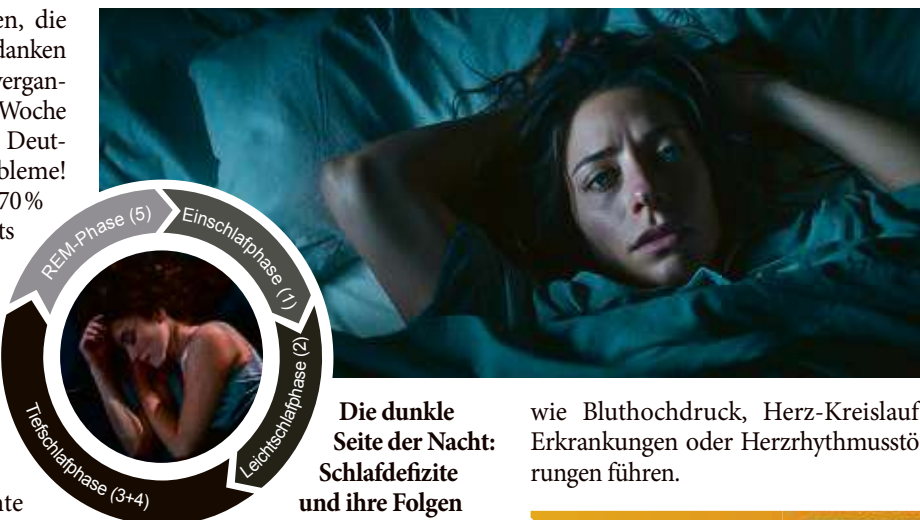 en, die
danken
vergan-
Woche
Deut-
bleme!
70 %
ts
nte
REM-Phase (5)
Einschlafphase (1)
Leichtschlafphase (2)
Tiefschlafphase (3+4)
Die dunkle
Seite der Nacht:
Schlafdefizite
und ihre Folgen
wie Bluthochdruck, Herz-Kreislauf
Erkrankungen oder Herzrhythmusstö
rungen führen.